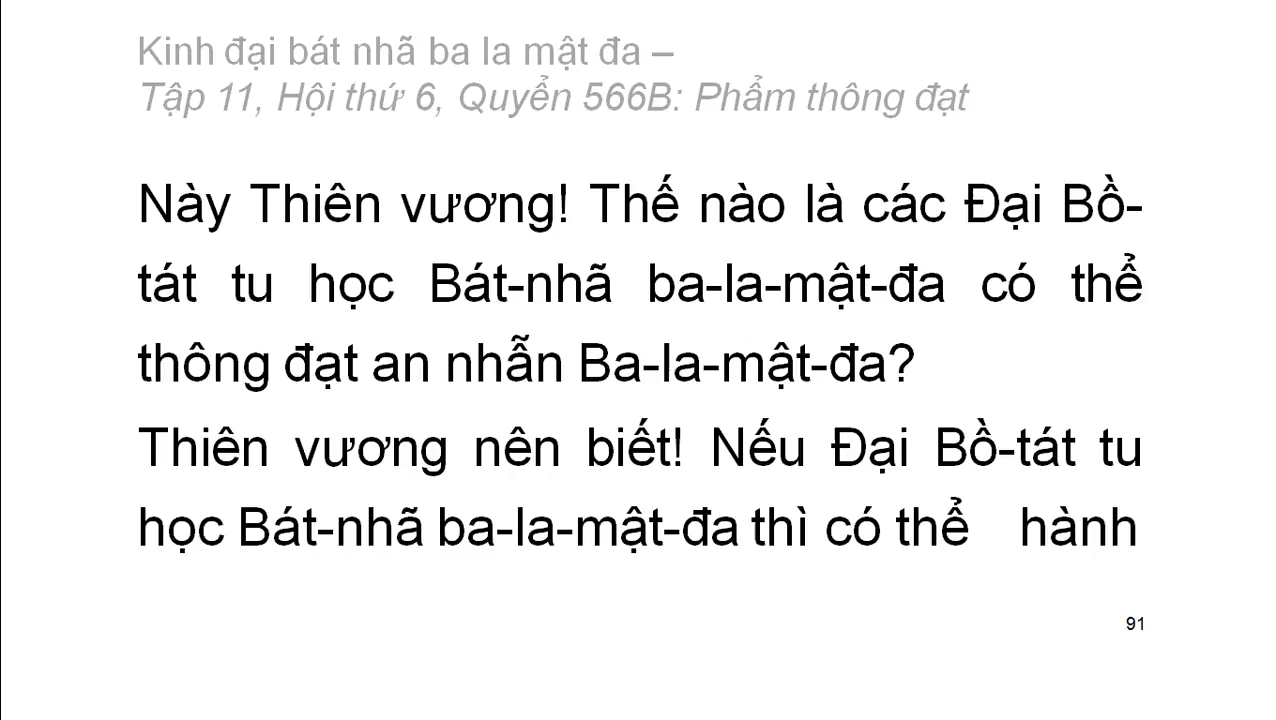 Kinh đại bát nhã ba la mật đa –
Tập 11, Hội thứ 6, Quyển 566B: Phẩm thông đạt
Này Thiên vương! Thế nào là các Đại Bồ-
tát tu học Bát-nhã ba-la-mật-đa có thể
thông đạt an nhẫn Ba-la-mật-đa?
Thiên vương nên biết! Nếu Đại Bồ-tát tu
học Bát-nhã ba-la-mật-đa thì có thể hành
91